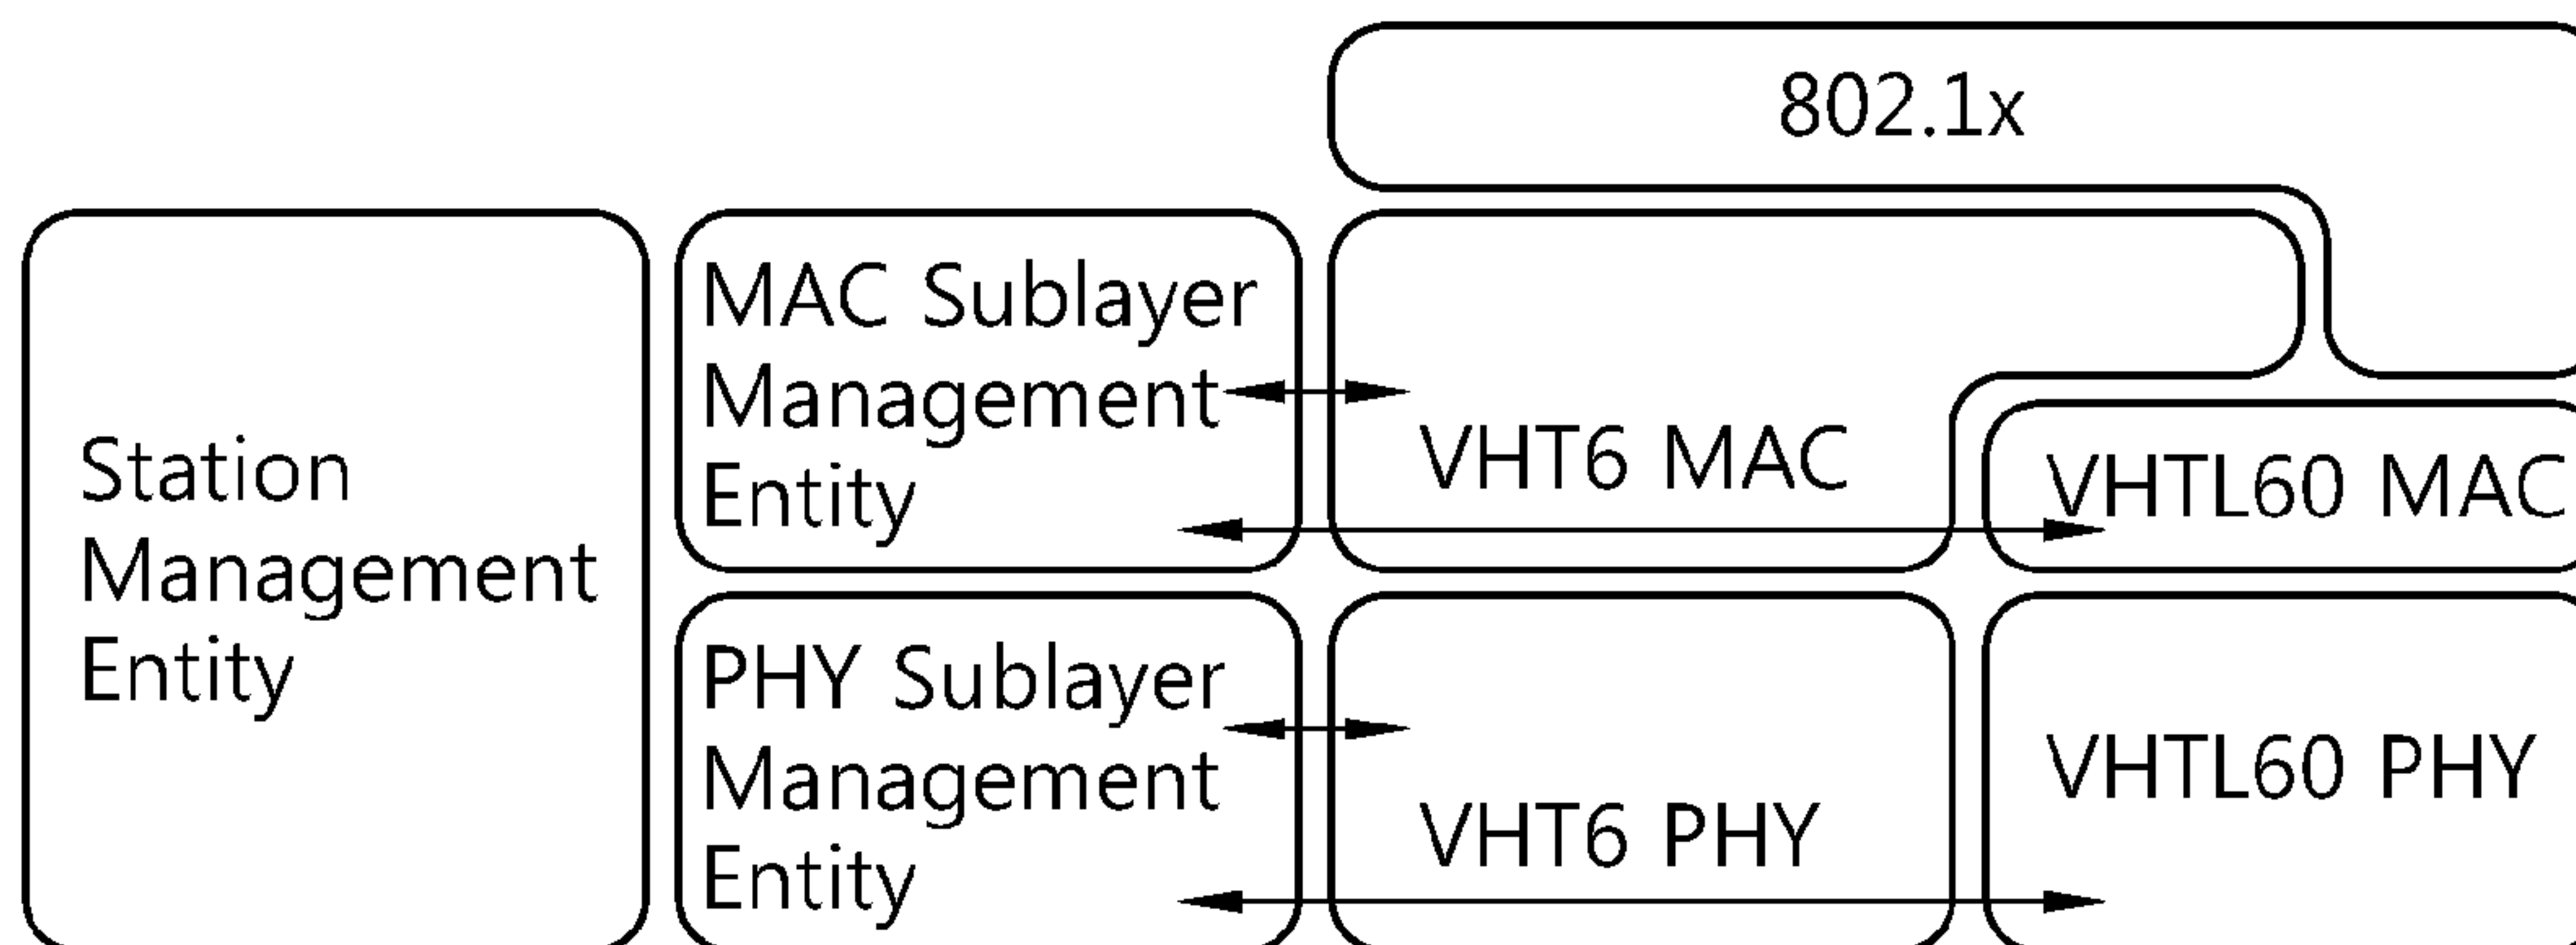 802.1x
Station
Management
Entity
MAC Sublayer
Management
Entity
VHT6 MAC
VHTL60 MAC
PHY Sublayer
Management
Entity
VHT6 PHY
VHTL60 PHY